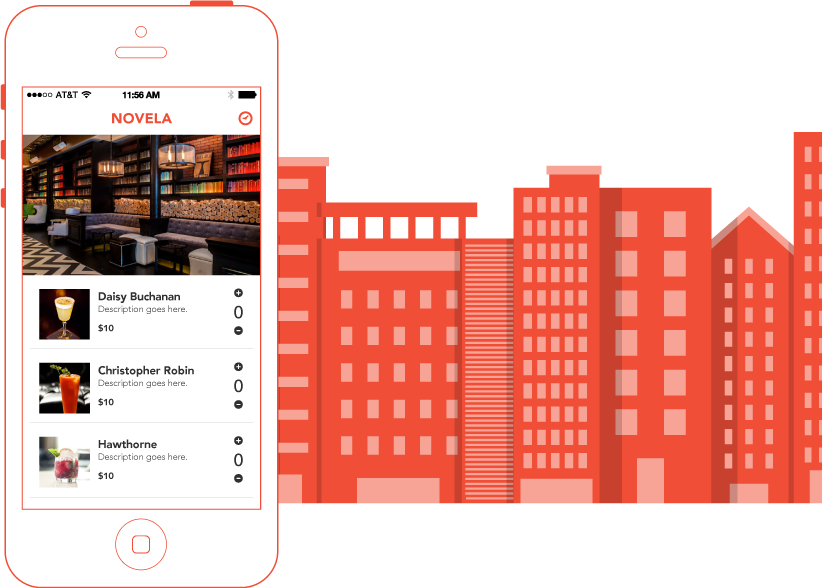 AT&T 11:56 AM
NOVELA
Daisy Buchanan
Description goes here.
$10
0
Christopher Robin
Description goes here.
$10
0
Hawthorne
Description goes here.
$10
0